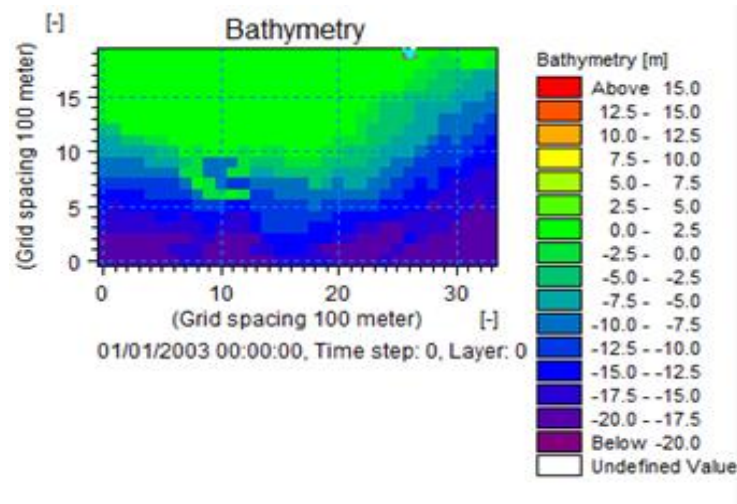 [-]
Bathymetry
(Grid spacing 100 meter)
15
10
5
0
0 10 20 30
(Grid spacing 100 meter) [-]
01/01/2003 00:00:00, Time step: 0, Layer: 0
Bathymetry [m]
Above 15.0
12.5 - 15.0
10.0 - 12.5
7.5 - 10.0
5.0 - 7.5
2.5 - 5.0
0.0 - 2.5
-2.5 - 0.0
-5.0 - -2.5
-7.5 - -5.0
-10.0 - -7.5
-12.5 - -10.0
-15.0 - -12.5
-17.5 - -15.0
-20.0 - -17.5
Below -20.0
Undefined Value